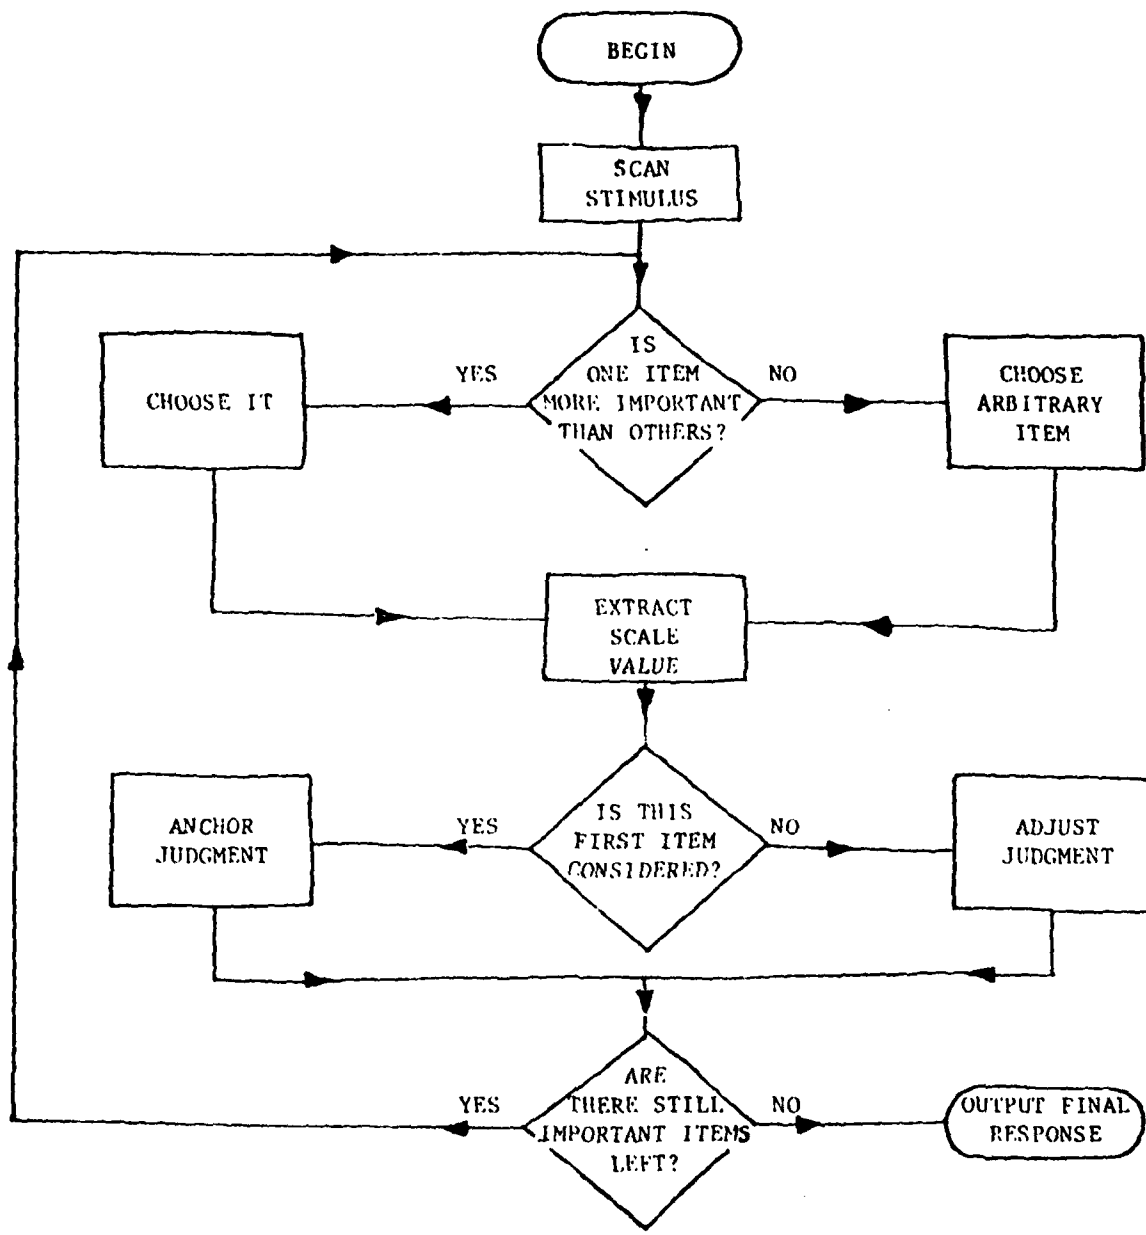 BEGIN
SCAN
STIMULUS
IS
ONE ITEM
MORE IMPORTANT
THAN OTHERS?
YES
NO
CHOOSE IT
CHOOSE
ARBITRARY
ITEM
EXTRACT
SCALE
VALUE
IS THIS
FIRST ITEM
CONSIDERED?
YES
NO
ANCHOR
JUDGMENT
ADJUST
JUDGMENT
ARE
THERE STILL
IMPORTANT ITEMS
LEFT?
YES
NO
OUTPUT FINAL
RESPONSE